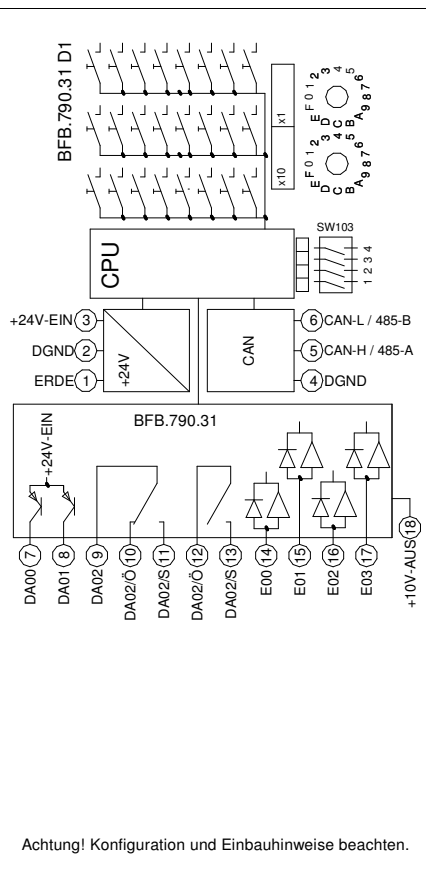 BFB.790.31 D1
x1
x10
E F 0 1 2 3 4 5 6 7 8 9 A B C D
E F 0 1 2 3 4 5 6 7 8 9 A B C D
SW103
1 2 3 4
CPU
+24V-EIN 3
DGND 2
ERDE 1
+24V
CAN
6 CAN-L / 485-B
5 CAN-H / 485-A
4 DGND
BFB.790.31
+24V-EIN
DA00 7
DA01 8
DA02 9
DA02/Ö 10
DA02/S 11
DA02/Ö 12
DA02/S 13
E00 14
E01 15
E02 16
E03 17
+10V-AUS 18
Achtung! Konfiguration und Einbauhinweise beachten.